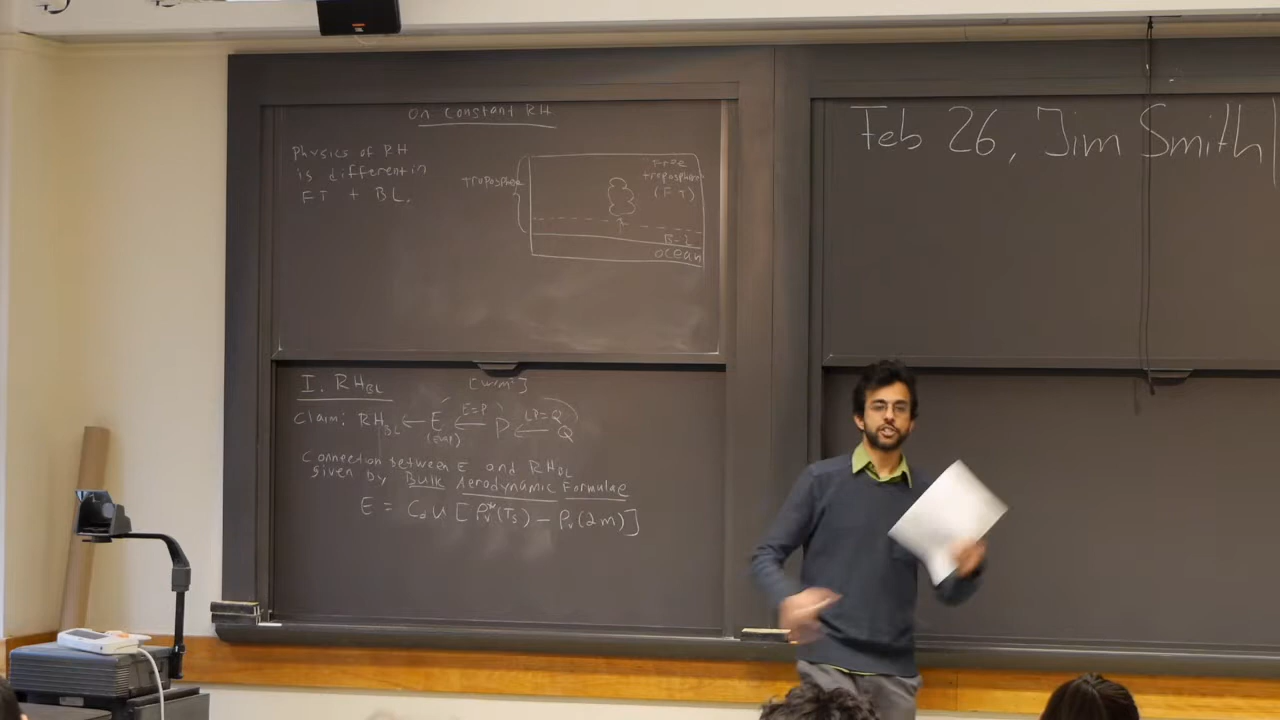 On Constant RH
Physics of RH
is different in
FT + BL.
Troposphere
Free
troposphere
(FT)
B-L
ocean
Feb 26, Jim Smith
I. RH_BL
[W/m²]
Claim: RH_BL ← E ← P ← Q
E=P
LP=Q
(evap)
Connection between E and RH_BL
given by Bulk Aerodynamic Formulae
E = C_d u [ρ_v*(T_s) - ρ_v(2m)]